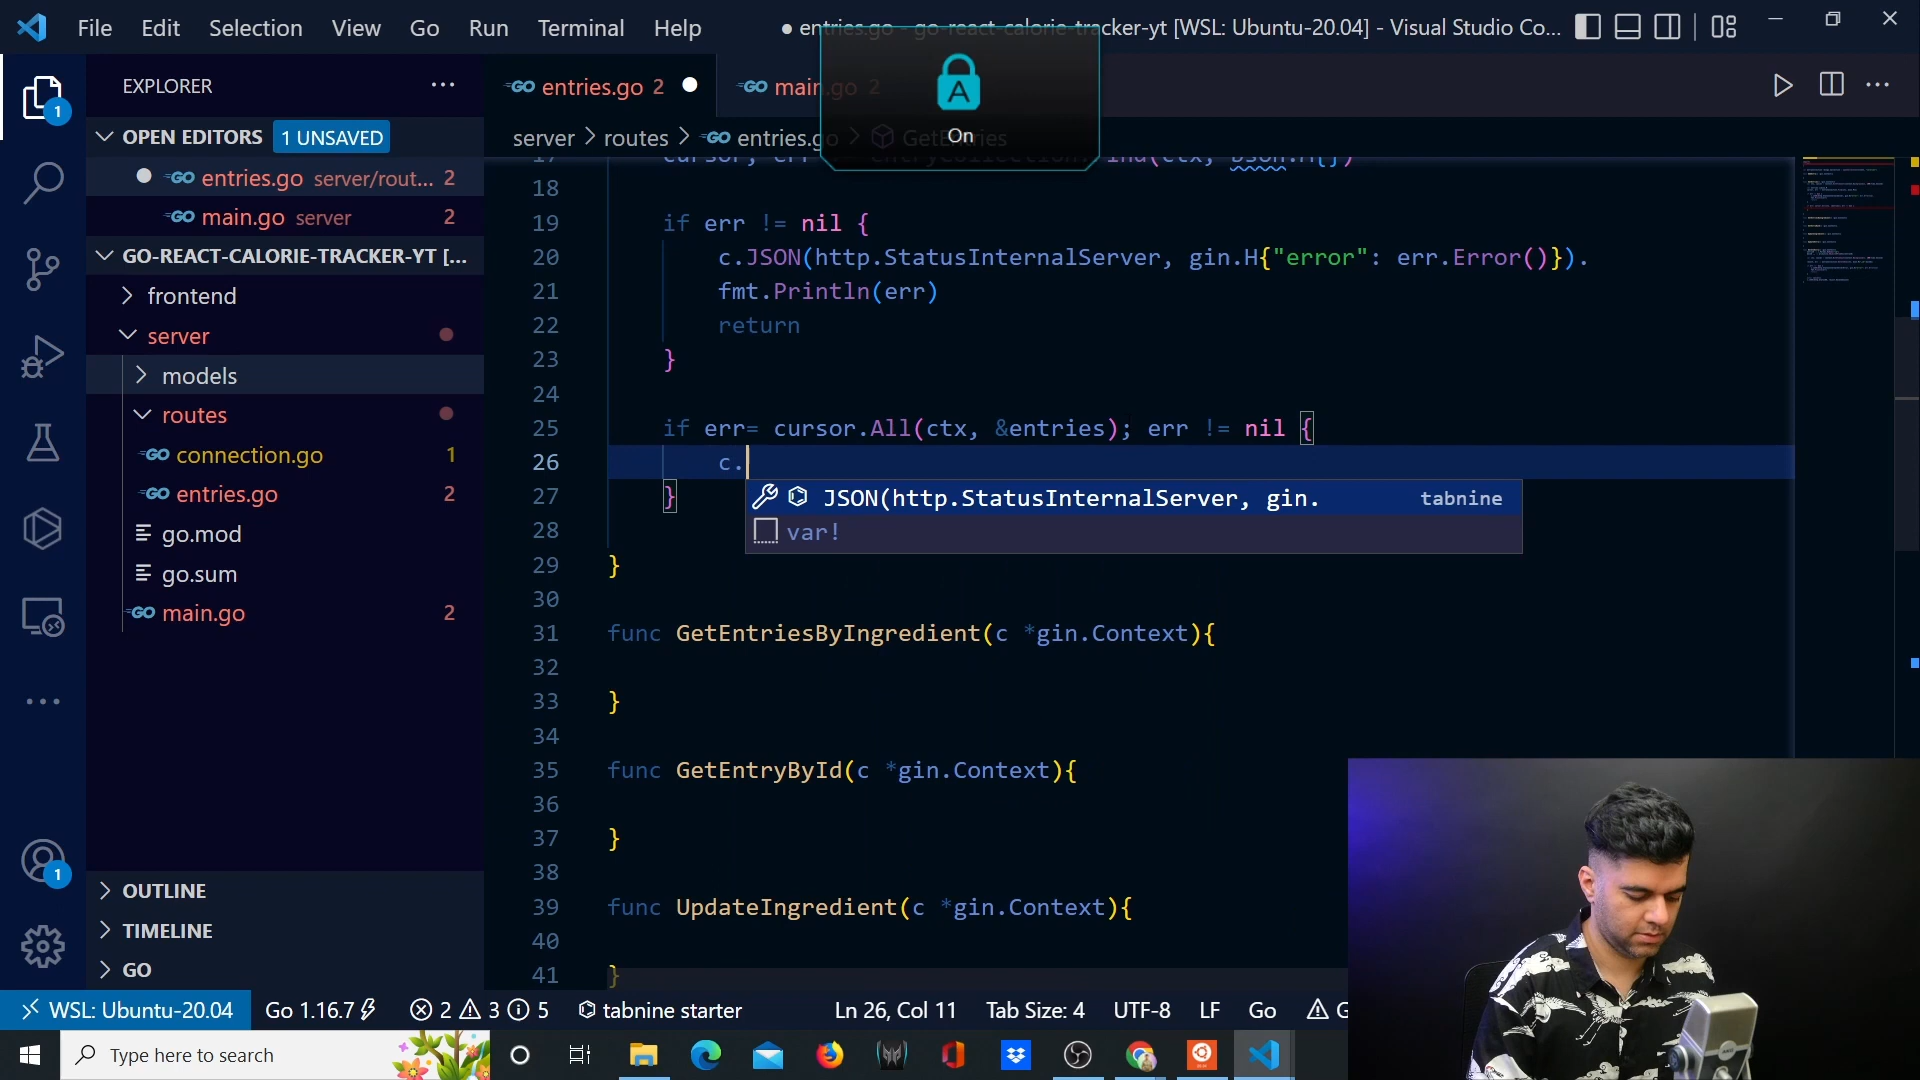 File Edit Selection View Go Run Terminal Help
entries.go - go-react-calorie-tracker-yt [WSL: Ubuntu-20.04] - Visual Studio Co...
A
On
EXPLORER
OPEN EDITORS 1 UNSAVED
entries.go server/rout... 2
main.go server 2
GO-REACT-CALORIE-TRACKER-YT [...
frontend
server
models
routes
connection.go 1
entries.go 2
go.mod
go.sum
main.go 2
OUTLINE
TIMELINE
GO
1
1
entries.go 2
main.go 2
server > routes > entries.go > GetEntries
18
19 if err != nil {
20 c.JSON(http.StatusInternalServer, gin.H{"error": err.Error()}).
21 fmt.Println(err)
22 return
23 }
24
25 if err= cursor.All(ctx, &entries); err != nil {
26 c.
JSON(http.StatusInternalServer, gin. tabnine
var!
27 }
28
29 }
30
31 func GetEntriesByIngredient(c *gin.Context){
32
33 }
34
35 func GetEntryById(c *gin.Context){
36
37 }
38
39 func UpdateIngredient(c *gin.Context){
40
41 }
WSL: Ubuntu-20.04 Go 1.16.7 2 3 5 tabnine starter Ln 26, Col 11 Tab Size: 4 UTF-8 LF Go G
Type here to search